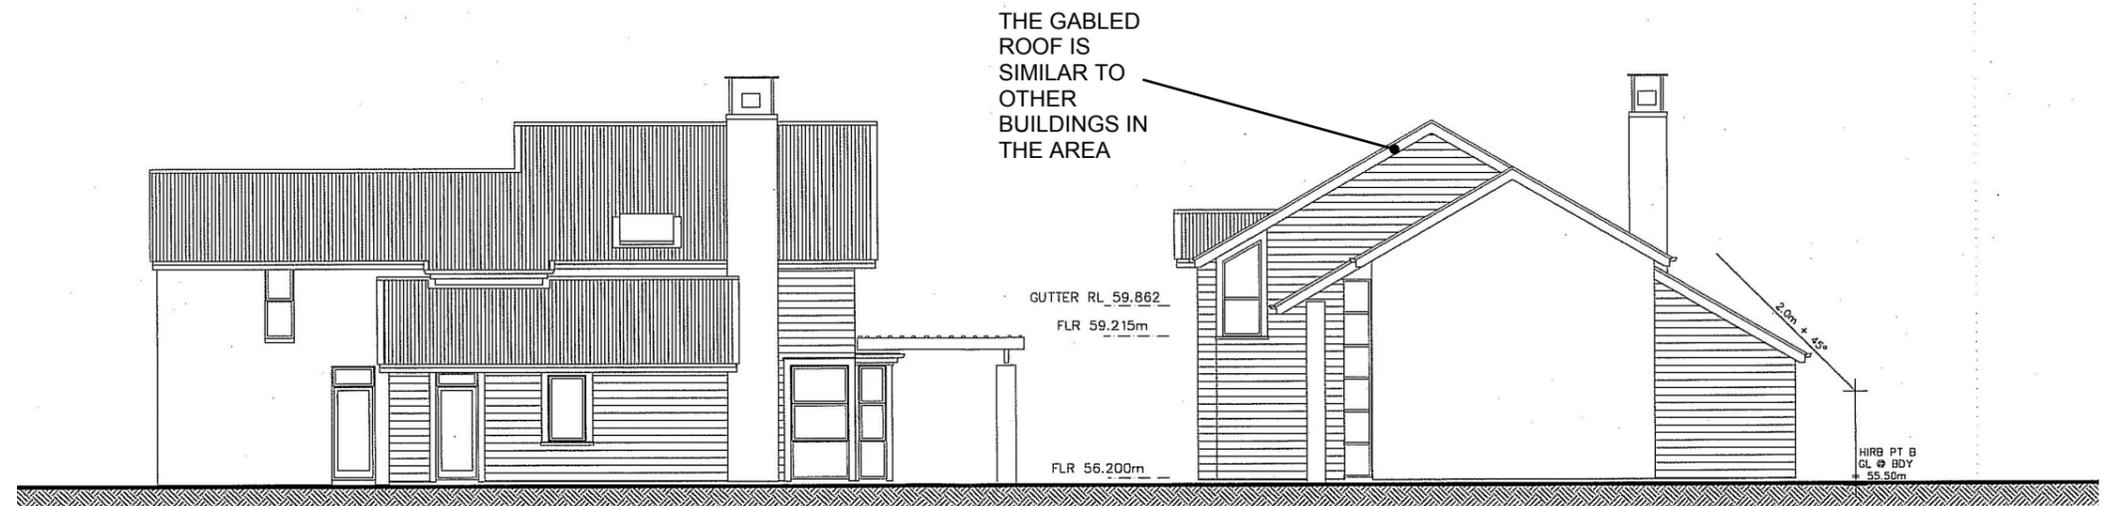 THE GABLED
ROOF IS
SIMILAR TO
OTHER
BUILDINGS IN
THE AREA
GUTTER RL 59.862
FLR 59.215m
FLR 56.200m
2.0m + 45°
HIRB PT B
GL @ BDY
55.50m